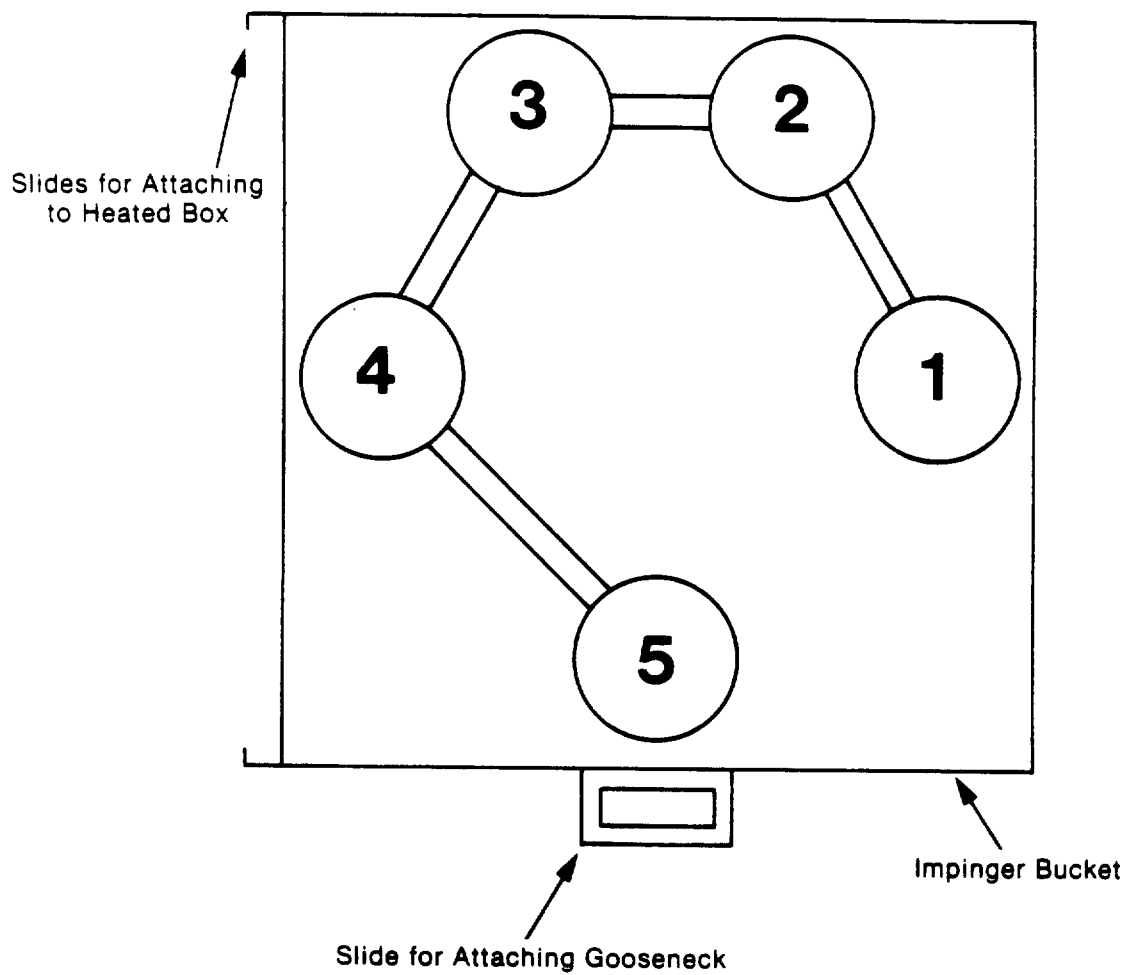 3
2
Slides for Attaching
to Heated Box
4
1
5
Impinger Bucket
Slide for Attaching Gooseneck